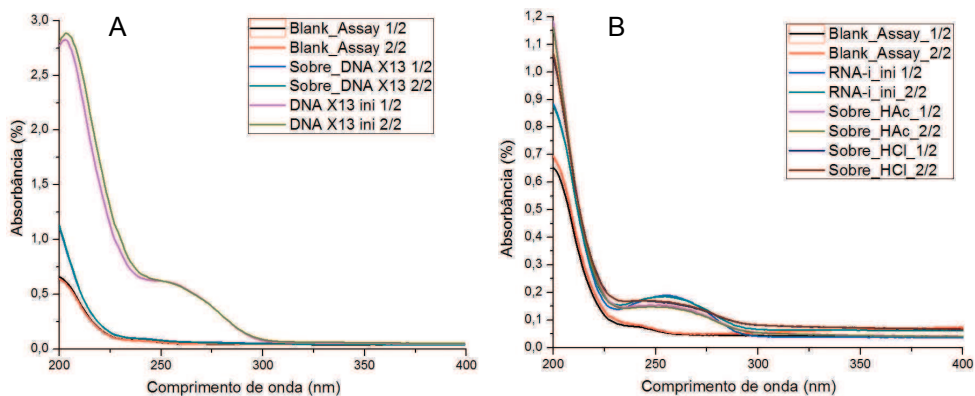 A
3,0
2,5
2,0
1,5
1,0
0,5
0,0
Absorbância (%)
200 250 300 350 400
Comprimento de onda (nm)
Blank_Assay 1/2
Blank_Assay 2/2
Sobre_DNA X13 1/2
Sobre_DNA X13 2/2
DNA X13 ini 1/2
DNA X13 ini 2/2
B
1,2
1,1
1,0
0,9
0,8
0,7
0,6
0,5
0,4
0,3
0,2
0,1
0,0
Absorbância (%)
200 250 300 350 400
Comprimento de onda (nm)
Blank_Assay_1/2
Blank_Assay_2/2
RNA-i_ini 1/2
RNA-i_ini_2/2
Sobre_HAc_1/2
Sobre_HAc_2/2
Sobre_HCl_1/2
Sobre_HCl_2/2